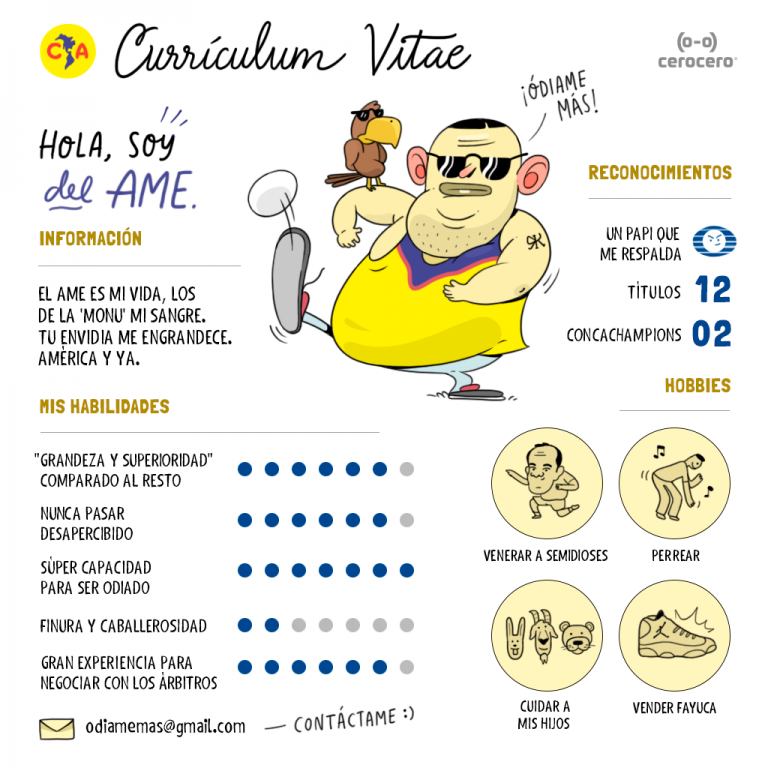 CA
Currículum Vitae
(o-o)
cerocero
¡ÓDIAME
MÁS!
HOLA, SOY
del AME.
INFORMACIÓN
EL AME ES MI VIDA, LOS
DE LA 'MONU' MI SANGRE.
TU ENVIDIA ME ENGRANDECE.
AMÈRICA Y YA.
RECONOCIMIENTOS
UN PAPI QUE
ME RESPALDA
TÍTULOS 12
CONCACHAMPIONS 02
MIS HABILIDADES
"GRANDEZA Y SUPERIORIDAD"
COMPARADO AL RESTO
NUNCA PASAR
DESAPERCIBIDO
SÙPER CAPACIDAD
PARA SER ODIADO
FINURA Y CABALLEROSIDAD
GRAN EXPERIENCIA PARA
NEGOCIAR CON LOS ÀRBITROS
HOBBIES
VENERAR A SEMIDIOSES
PERREAR
CUIDAR A
MIS HIJOS
VENDER FAYUCA
odiamemas@gmail.com
— CONTÁCTAME :)